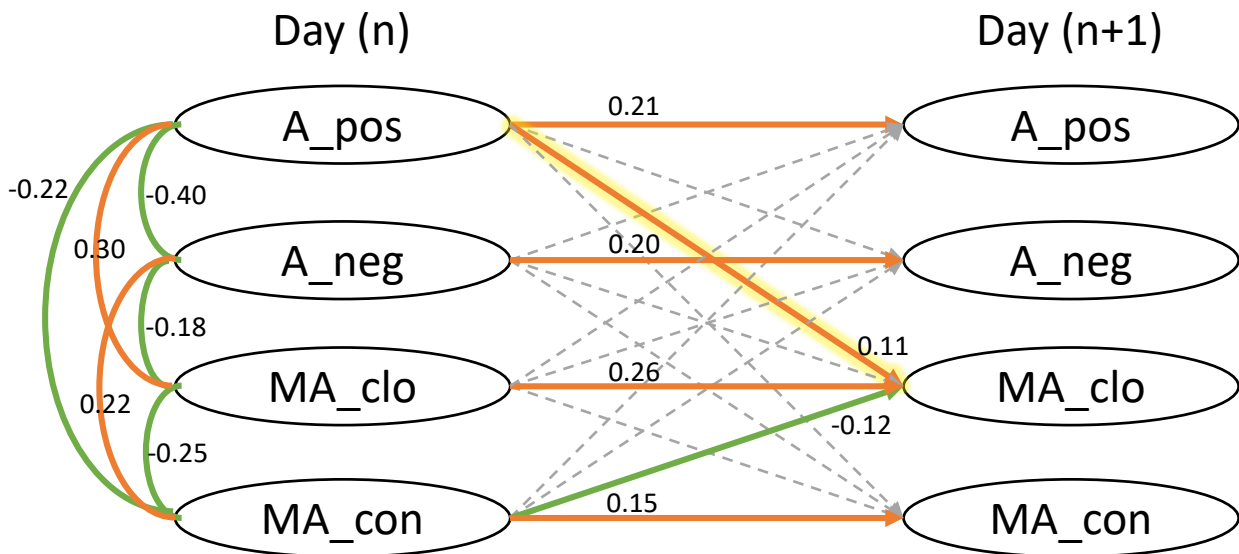 Day (n)
Day (n+1)
A_pos
0.21
A_pos
-0.22
-0.40
0.30
A_neg
0.20
A_neg
-0.18
0.11
MA_clo
0.26
MA_clo
0.22
-0.12
-0.25
MA_con
0.15
MA_con